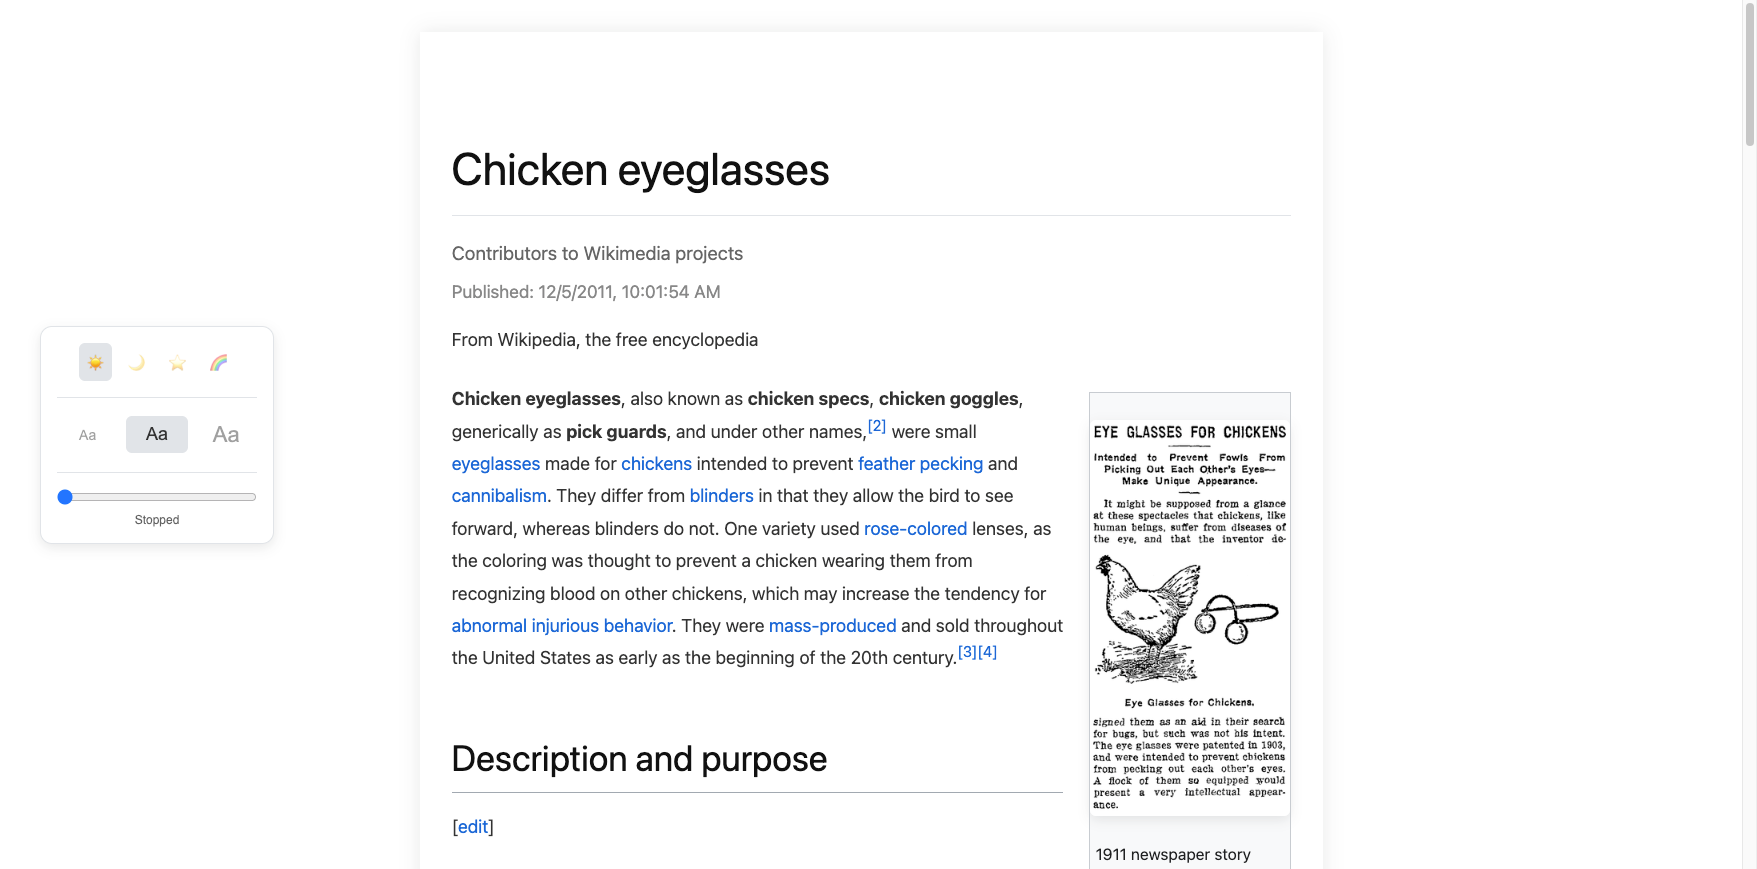 Chicken eyeglasses
Contributors to Wikimedia projects
Published: 12/5/2011, 10:01:54 AM
From Wikipedia, the free encyclopedia
Aa
Aa
Aa
Stopped
Chicken eyeglasses, also known as chicken specs, chicken goggles,
generically as pick guards, and under other names,[2] were small
eyeglasses made for chickens intended to prevent feather pecking and
cannibalism. They differ from blinders in that they allow the bird to see
forward, whereas blinders do not. One variety used rose-colored lenses, as
the coloring was thought to prevent a chicken wearing them from
recognizing blood on other chickens, which may increase the tendency for
abnormal injurious behavior. They were mass-produced and sold throughout
the United States as early as the beginning of the 20th century.[3][4]
Description and purpose
[edit]
EYE GLASSES FOR CHICKENS
Intended to Prevent Fowls From
Picking Out Each Other's Eyes—
Make Unique Appearance.
It might be supposed from a glance
at these spectacles that chickens, like
human beings, suffer from diseases of
the eye, and that the inventor de-
Eye Glasses for Chickens.
signed them as an aid in their search
for bugs, but such was not his intent.
The eye glasses were patented in 1903,
and were intended to prevent chickens
from pecking out each other's eyes.
A flock of them so equipped would
present a very intellectual appear-
ance.
1911 newspaper story